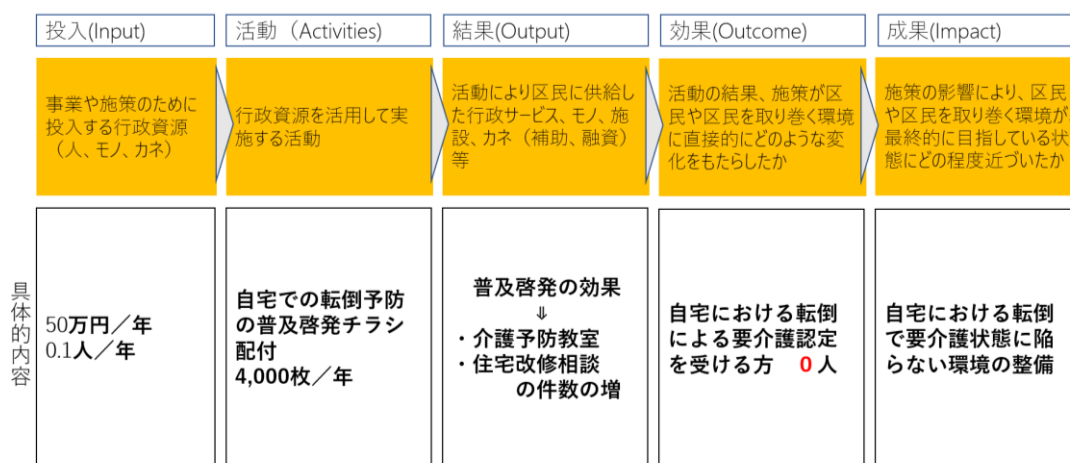 投入(Input)
活動（Activities)
結果(Output)
効果(Outcome)
成果(Impact)
事業や施策のために
投入する行政資源
（人、モノ、カネ）
行政資源を活用して実
施する活動
活動により区民に供給し
た行政サービス、モノ、施
設、カネ（補助、融資）
等
活動の結果、施策が区
民や区民を取り巻く環境
に直接的にどのような変
化をもたらしたか
施策の影響により、区民
や区民を取り巻く環境が、
最終的に目指している状
態にどの程度近づいたか
具体的内容
50万円／年
0.1人／年
自宅での転倒予防
の普及啓発チラシ
配付
4,000枚／年
普及啓発の効果
⇓
・介護予防教室
・住宅改修相談
の件数の増
自宅における転倒
による要介護認定
を受ける方　0人
自宅における転倒
で要介護状態に陥
らない環境の整備